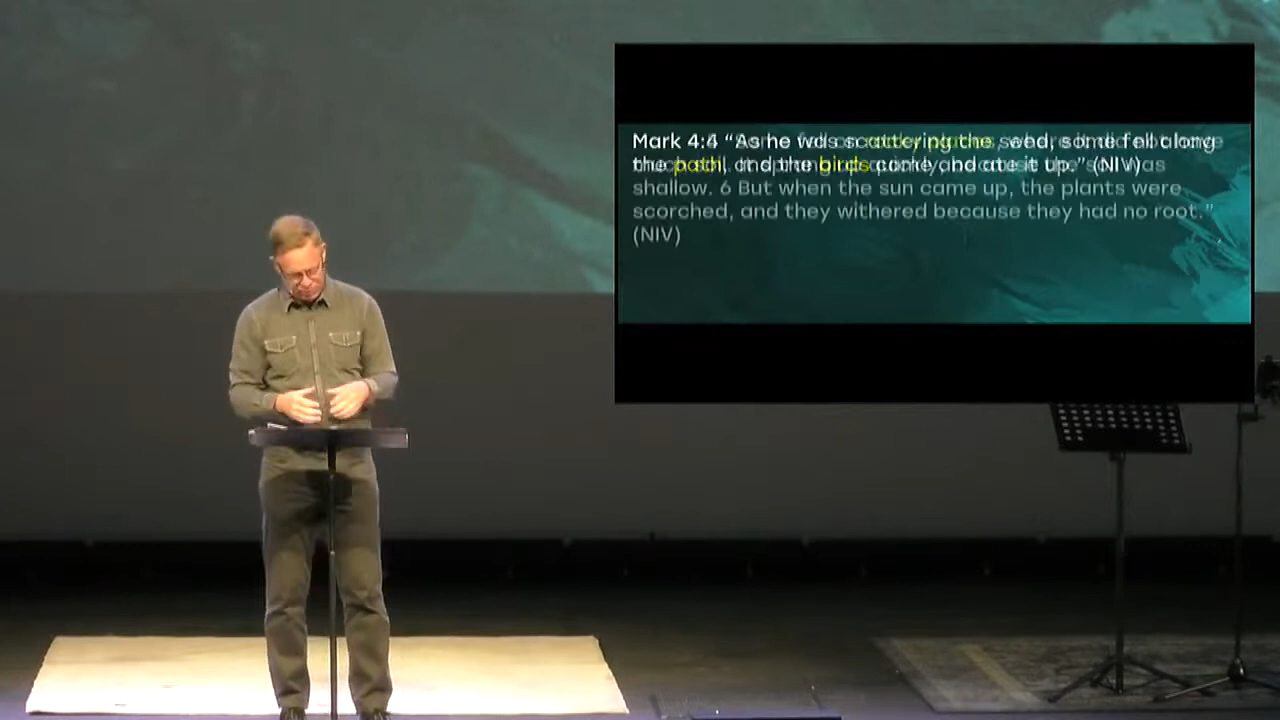 Mark 4:4 “As he was scattering the seed, some fell along
the path, and the birds came and ate it up.” (NIV)
shallow. 6 But when the sun came up, the plants were
scorched, and they withered because they had no root.”
(NIV)